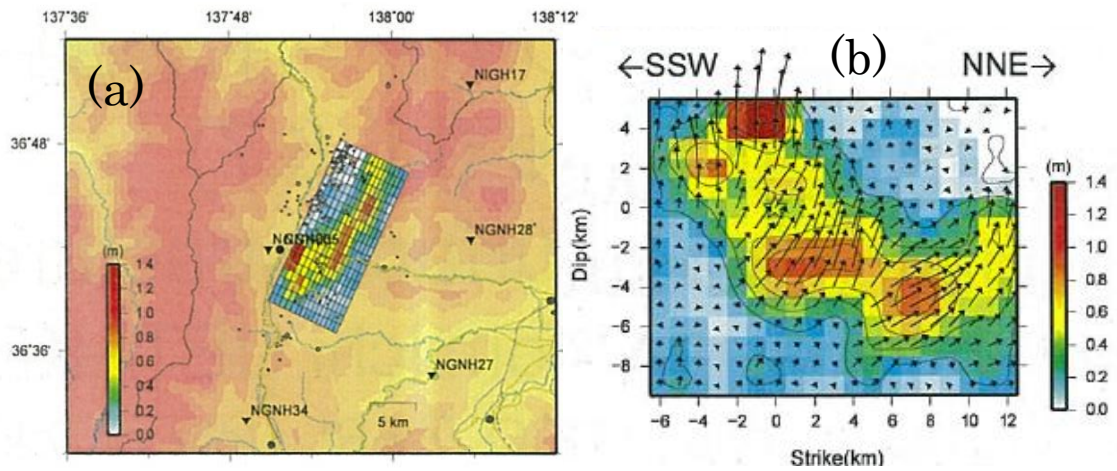 137°36' 137°48' 138°00' 138°12'
(a)
NIGH17
36°48'
NGNH28
(m)
1.4
1.2
1.0
0.8
0.6
0.4
0.2
0.0
36°36'
NGNH27
NGNH34
5 km
←SSW (b) NNE→
4
2
0
−2
−4
−6
−8
Dip(km)
−6 −4 −2 0 2 4 6 8 10 12
Strike(km)
(m)
1.4
1.2
1.0
0.8
0.6
0.4
0.2
0.0